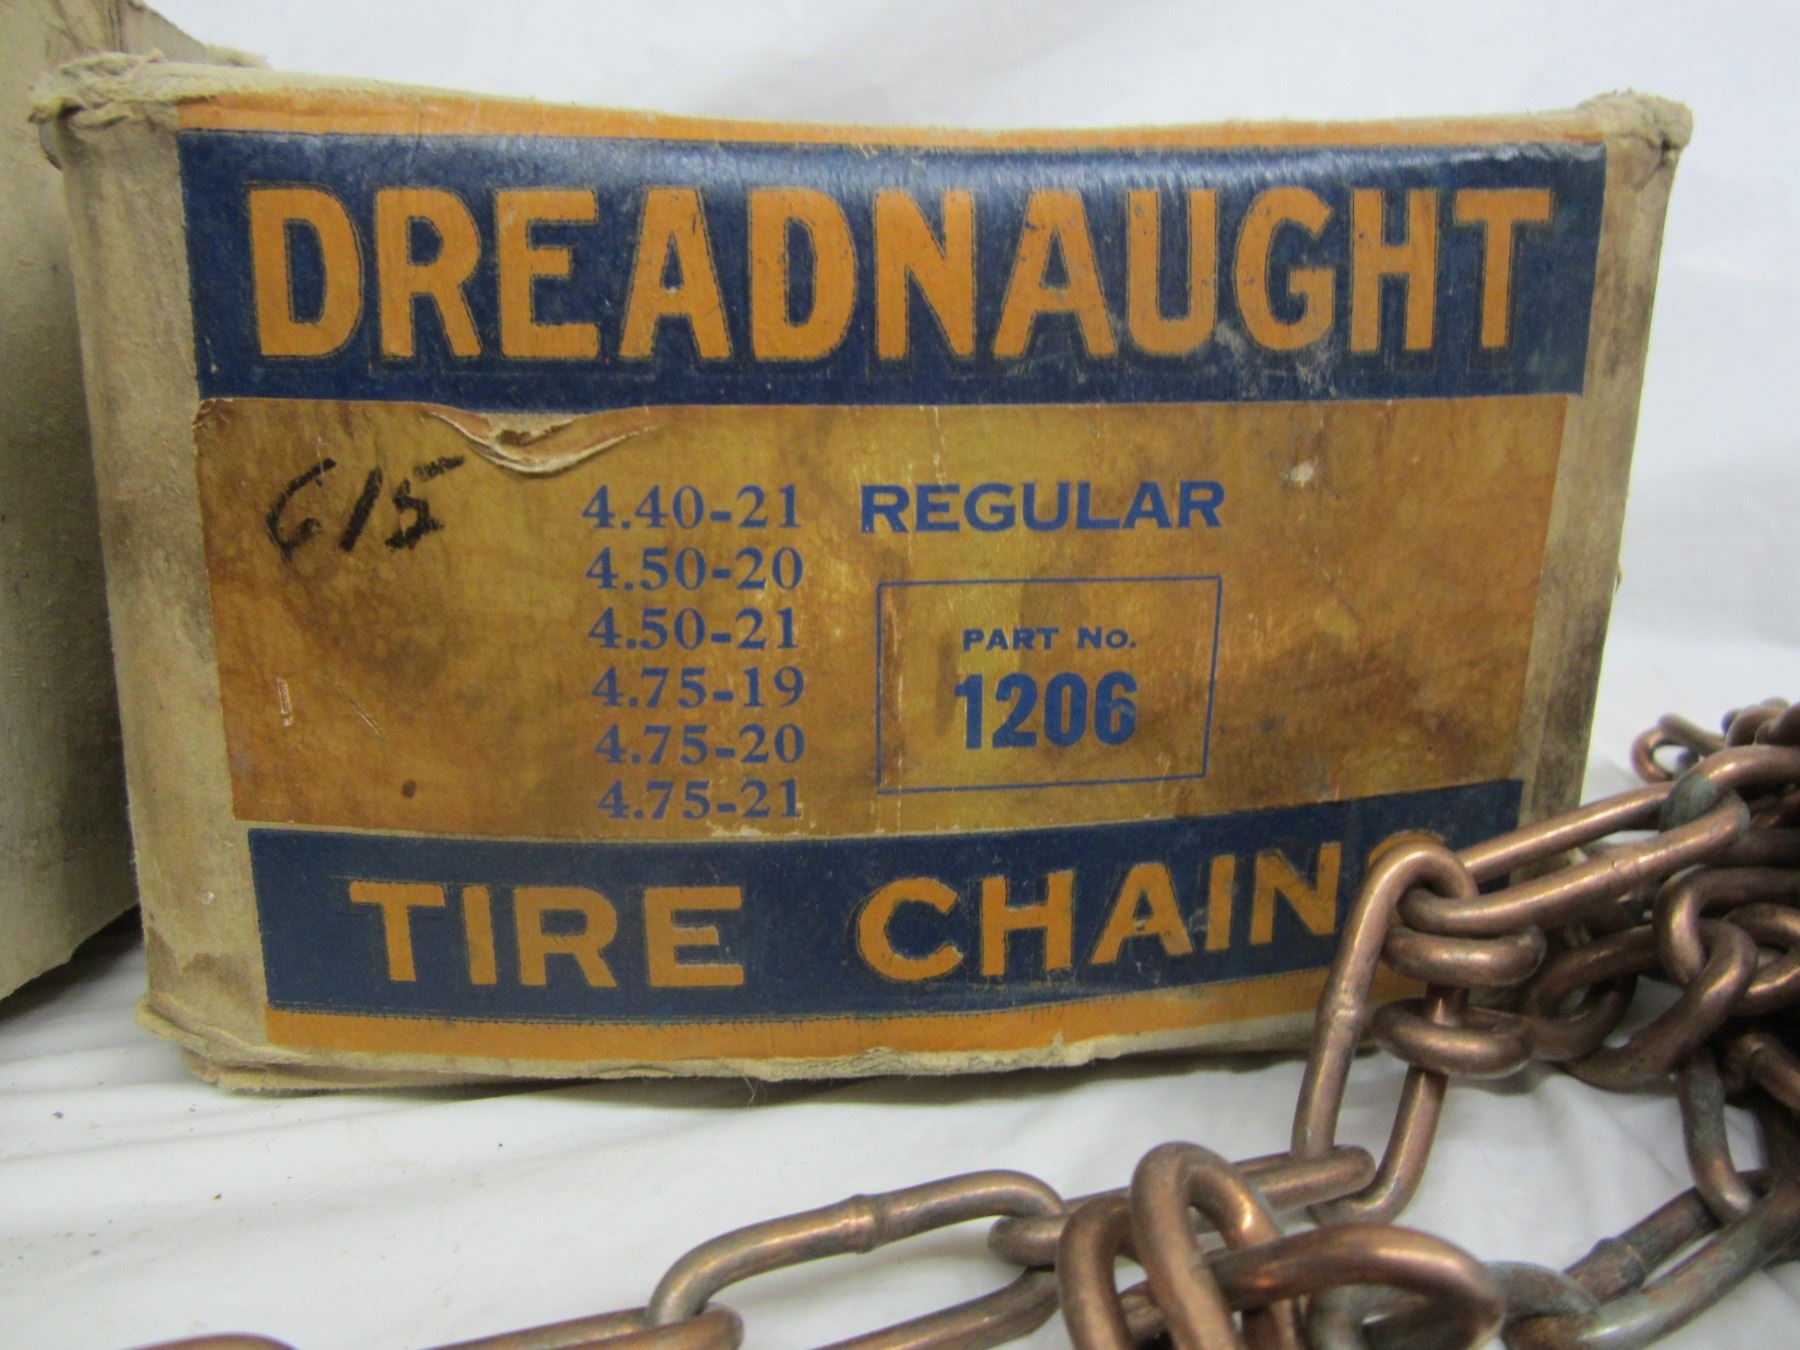 DREADNAUGHT
615
4.40-21 REGULAR
4.50-20
4.50-21
4.75-19
4.75-20
4.75-21
PART No.
1206
TIRE CHAINS